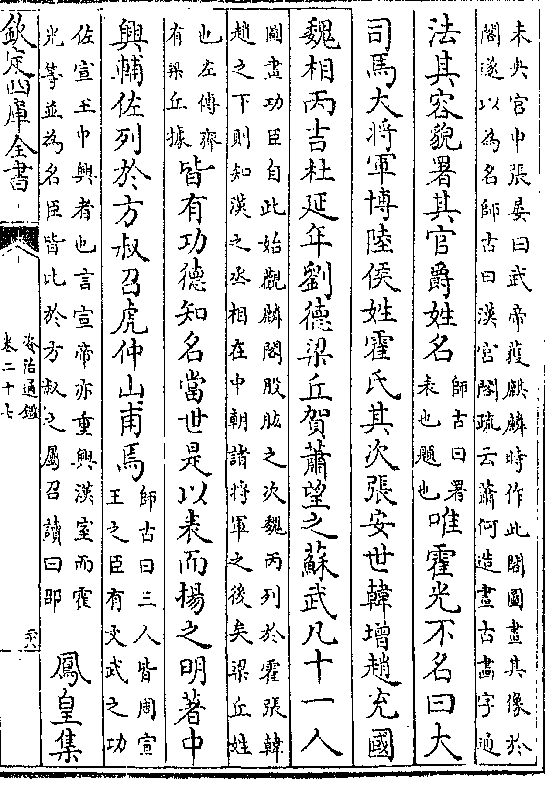 未央宫中張晏曰武帝獲麒麟時作此閣圖畫其像於
閣遂以為名師古曰漢宫閣疏云蕭何造畫古畵字通
法其容貌署其官爵姓名師古曰署
表也題也唯霍光不名曰大
司馬大將軍博陸侯姓霍氏其次張安世韓增趙充國
魏相丙吉杜延年劉德梁丘賀蕭望之蘇武凡十一人
圖畫功臣自此始觀麟閣股肱之次魏丙列於霍張韓
趙之下則知漢之丞相在中朝諸將軍之後矣梁丘姓
也左傳齊
有梁丘據皆有功德知名當世是以表而揚之明著中
興輔佐列於方叔召虎仲山甫焉師古曰三人皆周宣
王之臣有文武之功
佐宣王中興者也言宣帝亦重興漢室而霍
光等並為名臣皆比於方叔之屬召讀曰邵
鳳皇集
欽定四庫全書
資治通鑑
卷二十七